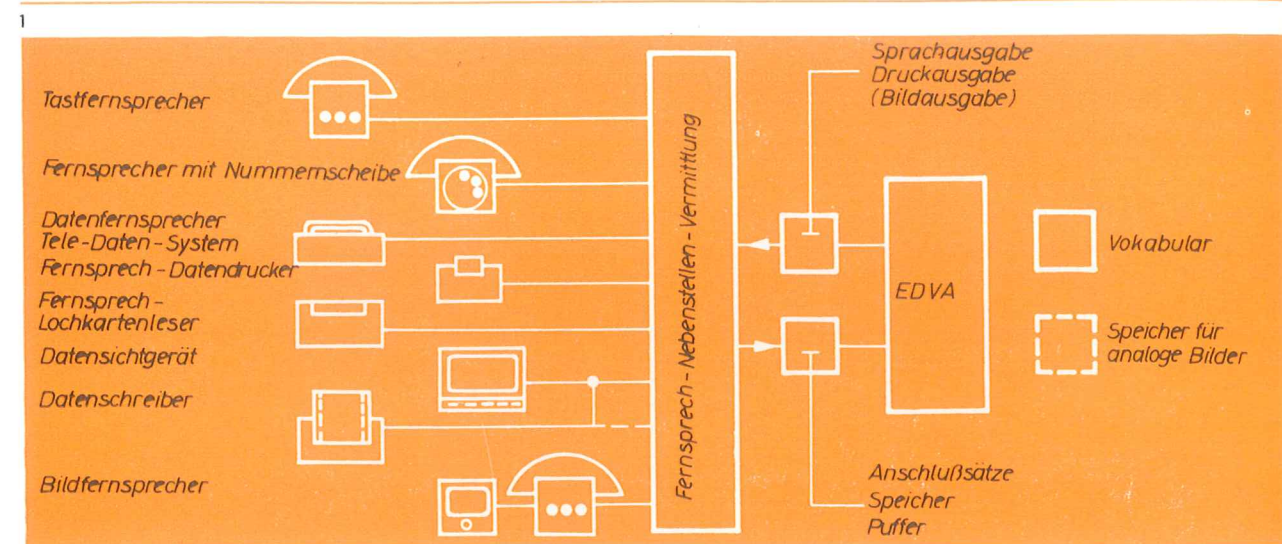 1
Tastfernsprecher
Fernsprecher mit Nummernscheibe
Datenfernsprecher
Tele-Daten-System
Fernsprech-Datendrucker
Fernsprech-
Lochkartenleser
Datensichtgerät
Datenschreiber
Bildfernsprecher
Fernsprech-Nebenstellen-Vermittlung
Sprachausgabe
Druckausgabe
(Bildausgabe)
EDVA
Anschlußsätze
Speicher
Puffer
Vokabular
Speicher für
analoge Bilder